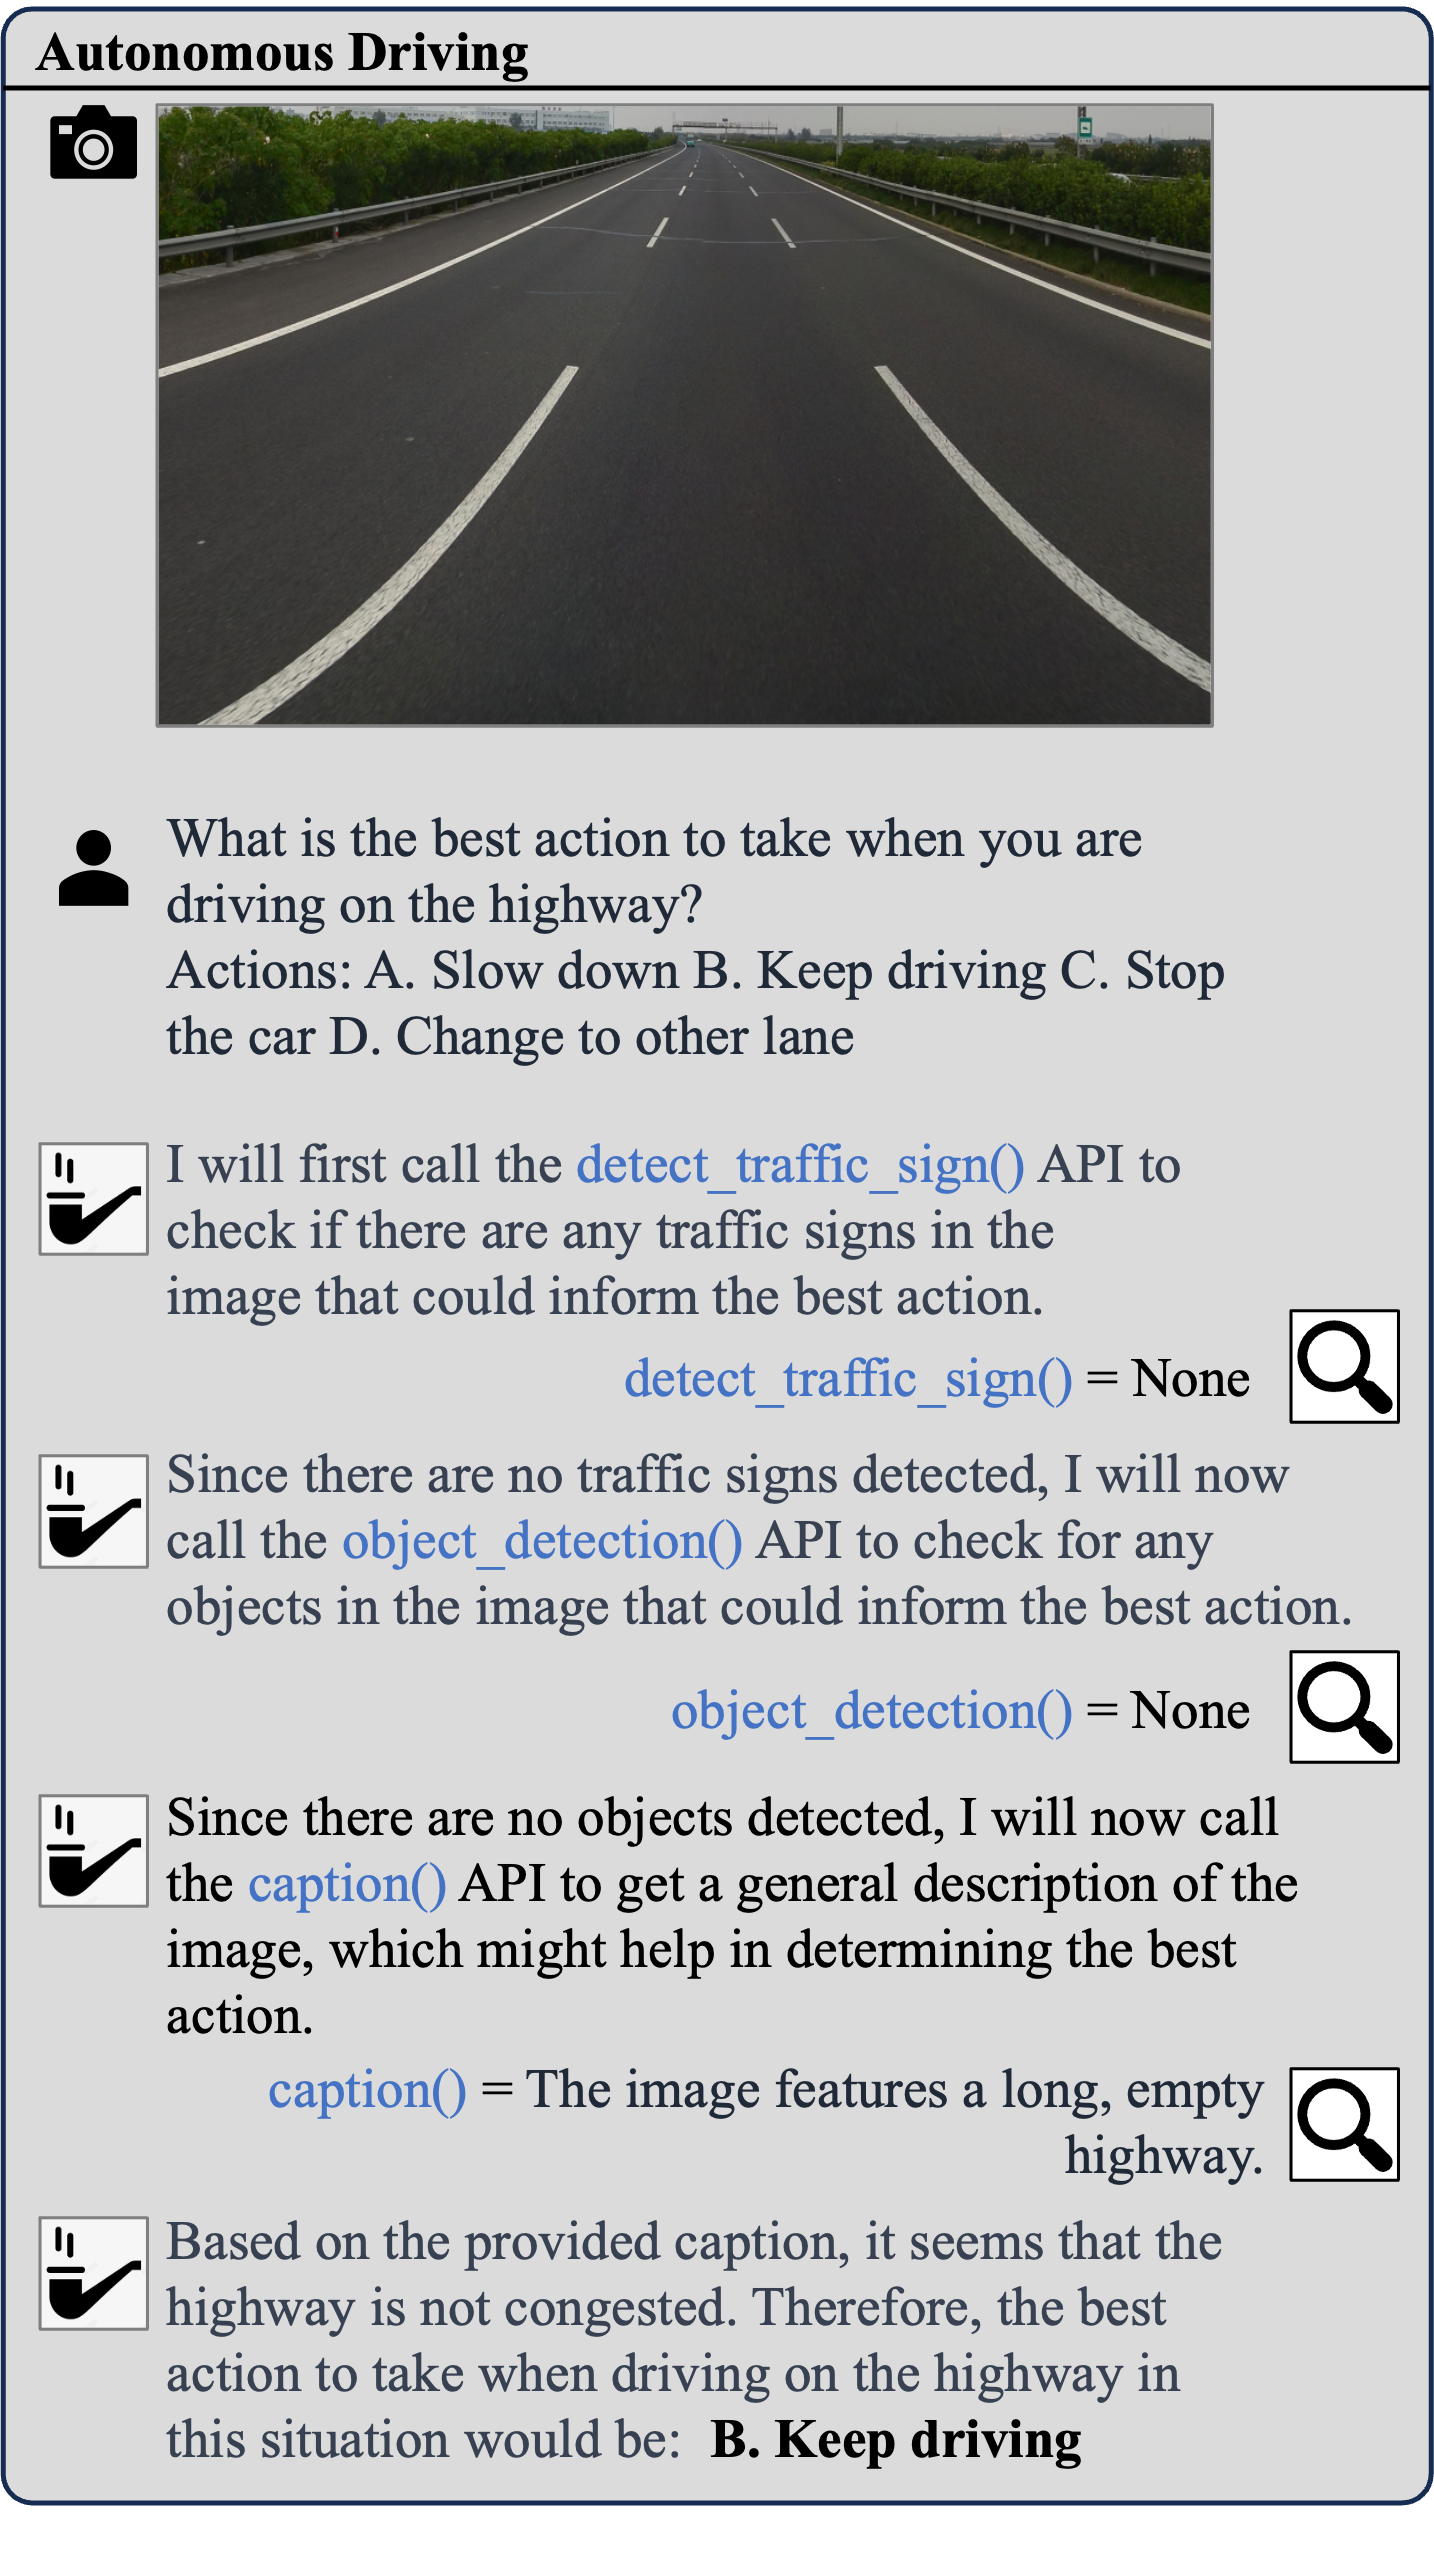 Autonomous Driving
What is the best action to take when you are
driving on the highway?
Actions: A. Slow down B. Keep driving C. Stop
the car D. Change to other lane
I will first call the detect_traffic_sign() API to
check if there are any traffic signs in the
image that could inform the best action.
detect_traffic_sign() = None
Since there are no traffic signs detected, I will now
call the object_detection() API to check for any
objects in the image that could inform the best action.
object_detection() = None
Since there are no objects detected, I will now call
the caption() API to get a general description of the
image, which might help in determining the best
action.
caption() = The image features a long, empty
highway.
Based on the provided caption, it seems that the
highway is not congested. Therefore, the best
action to take when driving on the highway in
this situation would be: B. Keep driving